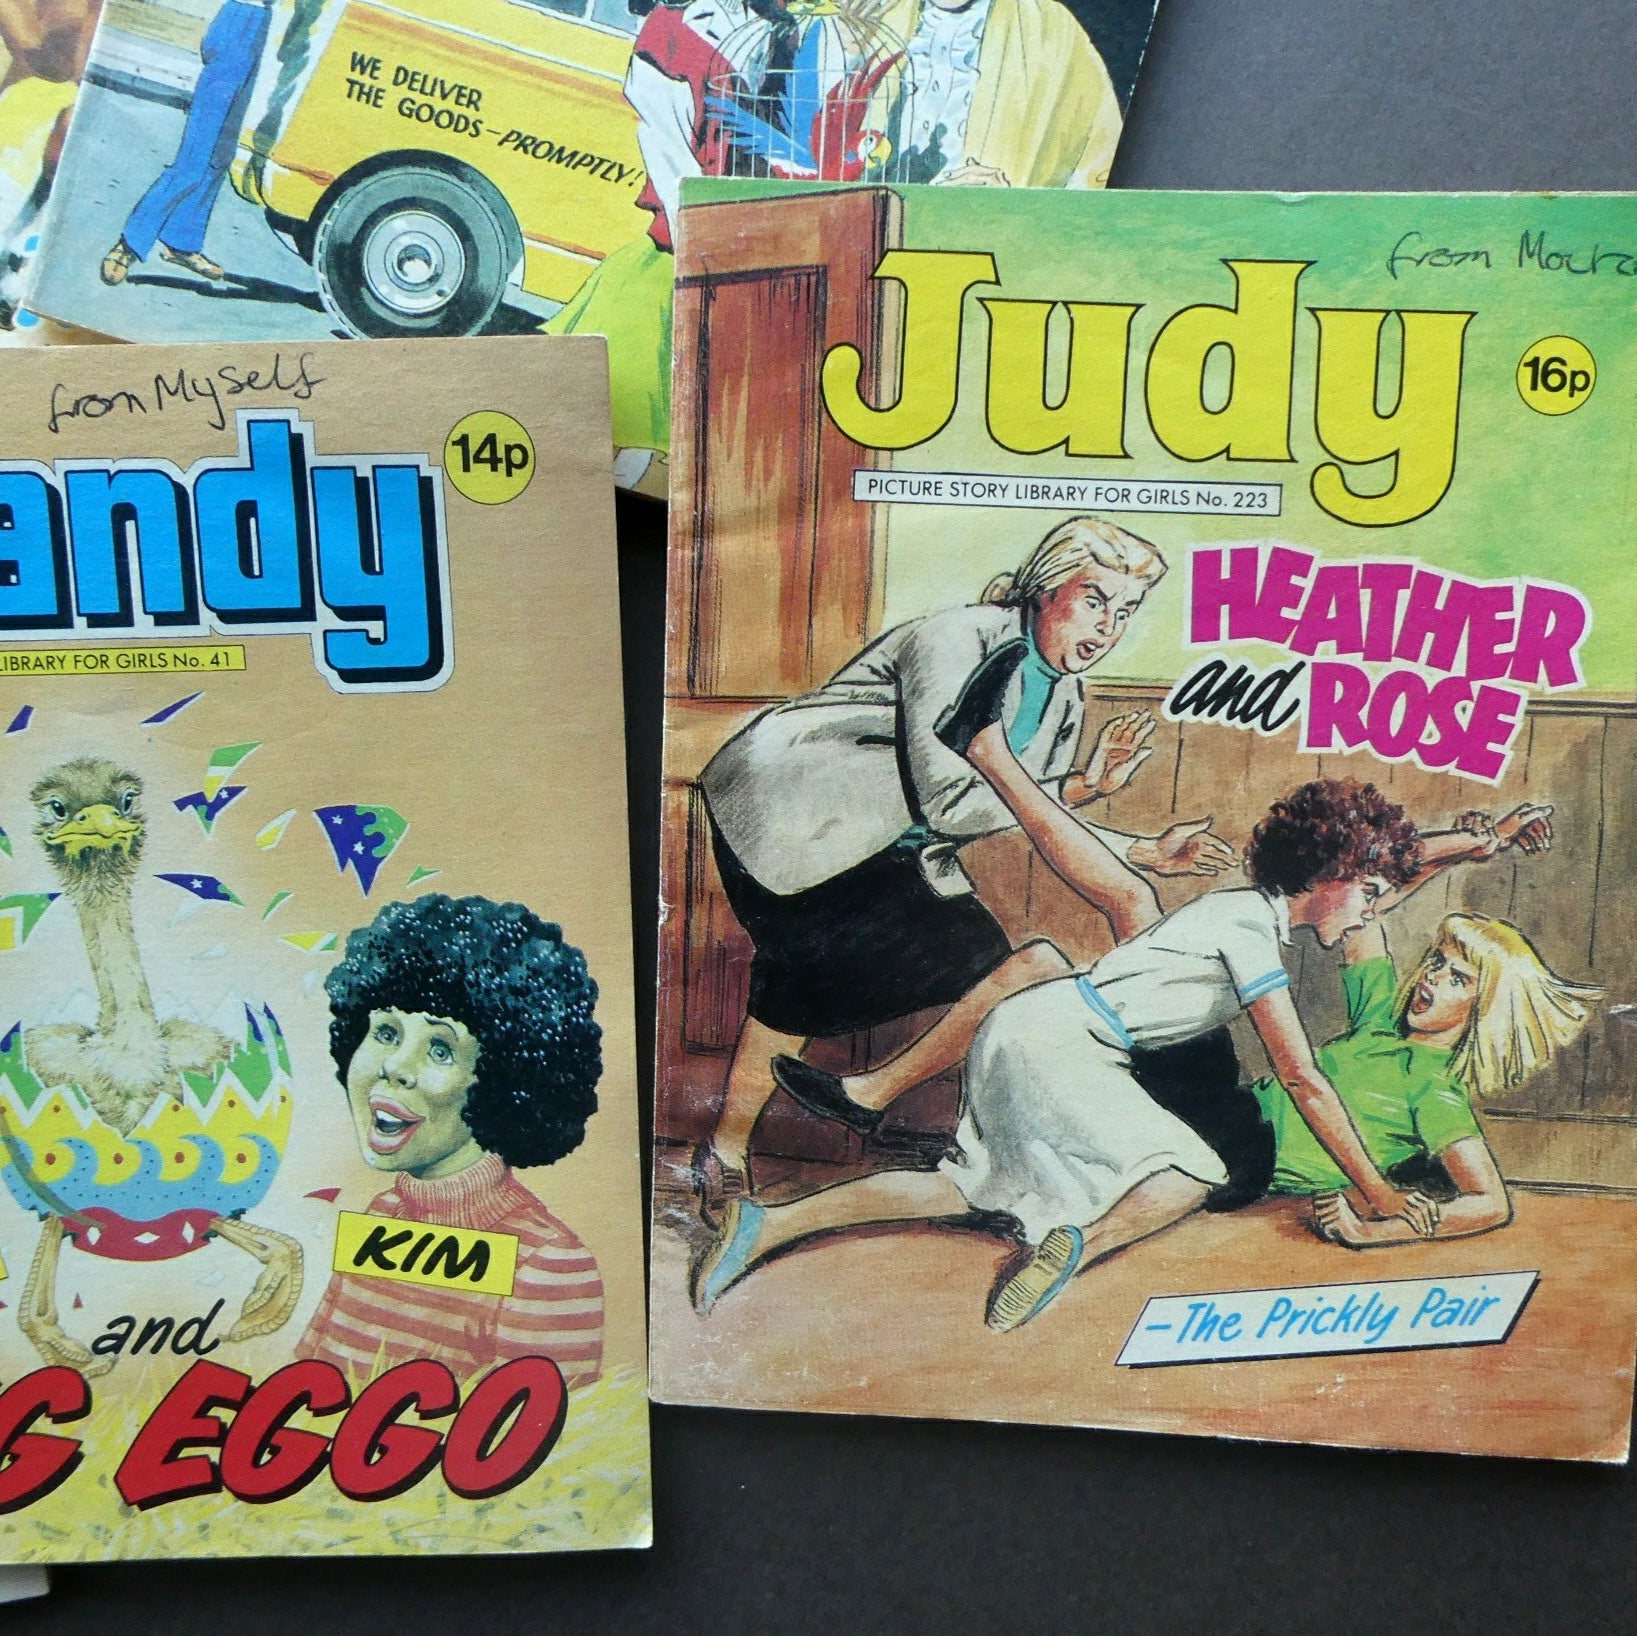 WE DELIVER
THE GOODS—PROMPTLY!
from Myself
andy
14p
LIBRARY FOR GIRLS No. 41
KIM
and
G EGGO
from
Judy
16p
PICTURE STORY LIBRARY FOR GIRLS No. 223
HEATHER
and ROSE
—The Prickly Pair